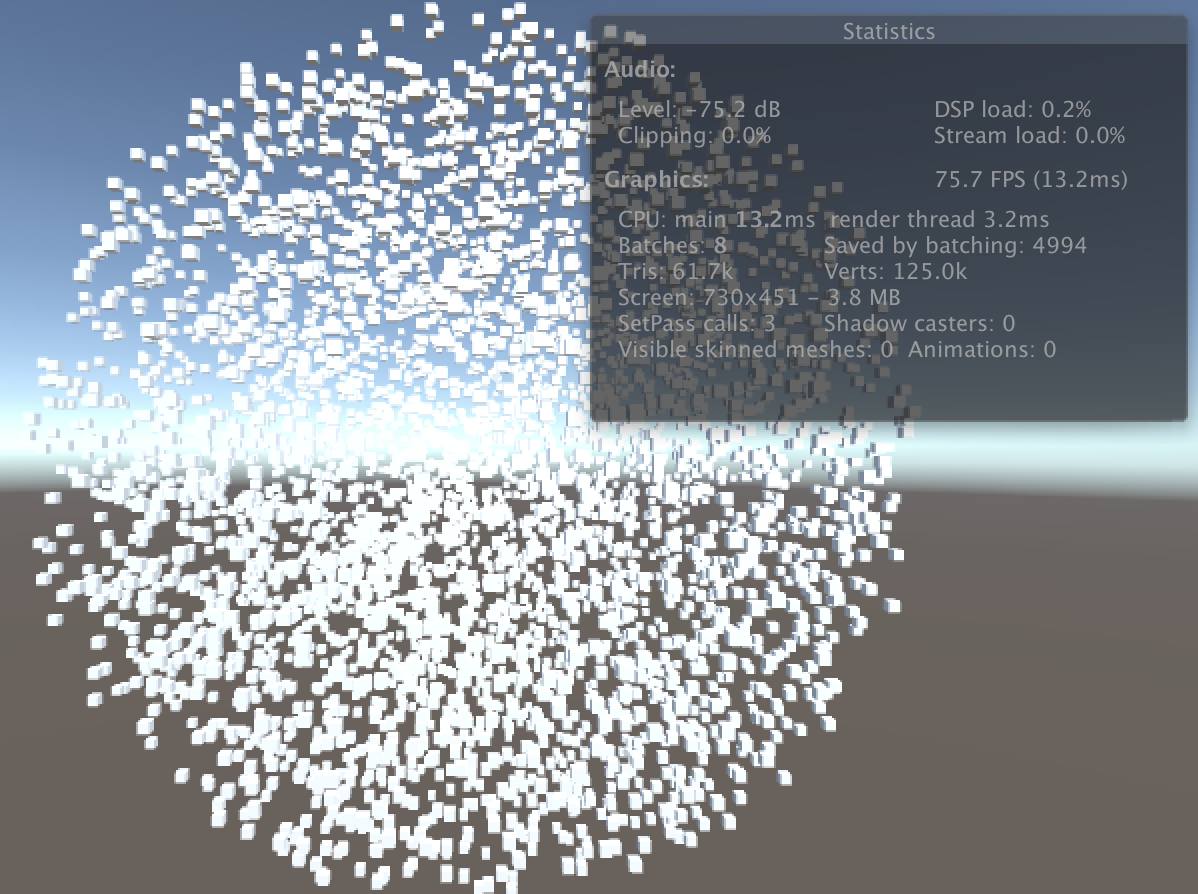 Statistics
Audio:
Level: -75.2 dB DSP load: 0.2%
Clipping: 0.0% Stream load: 0.0%
Graphics: 75.7 FPS (13.2ms)
CPU: main 13.2ms render thread 3.2ms
Batches: 8 Saved by batching: 4994
Tris: 61.7k Verts: 125.0k
Screen: 730x451 - 3.8 MB
SetPass calls: 3 Shadow casters: 0
Visible skinned meshes: 0 Animations: 0